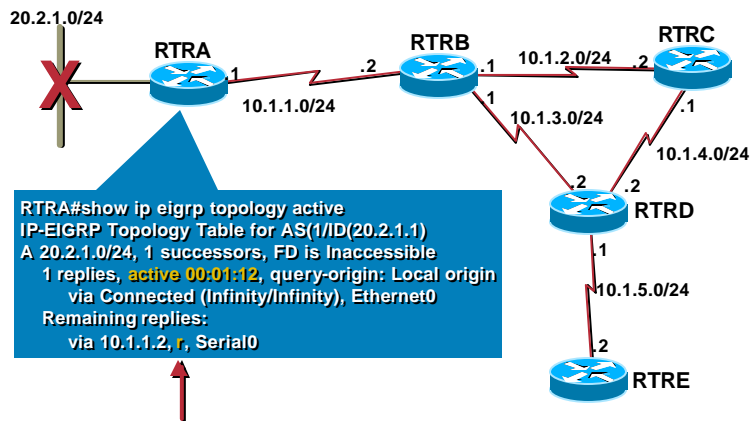 20.2.1.0/24
RTRA
RTRB
RTRC
.1
.2
.1
10.1.2.0/24
.2
10.1.1.0/24
.1
10.1.3.0/24
.1
10.1.4.0/24
.2
.2
RTRD
RTRA#show ip eigrp topology active
IP-EIGRP Topology Table for AS(1/ID(20.2.1.1)
A 20.2.1.0/24, 1 successors, FD is Inaccessible
1 replies, active 00:01:12, query-origin: Local origin
via Connected (Infinity/Infinity), Ethernet0
Remaining replies:
via 10.1.1.2, r, Serial0
.1
10.1.5.0/24
.2
RTRE